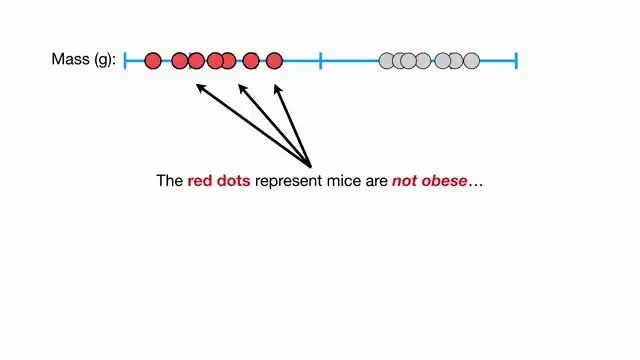 Mass (g):
The red dots represent mice are not obese…